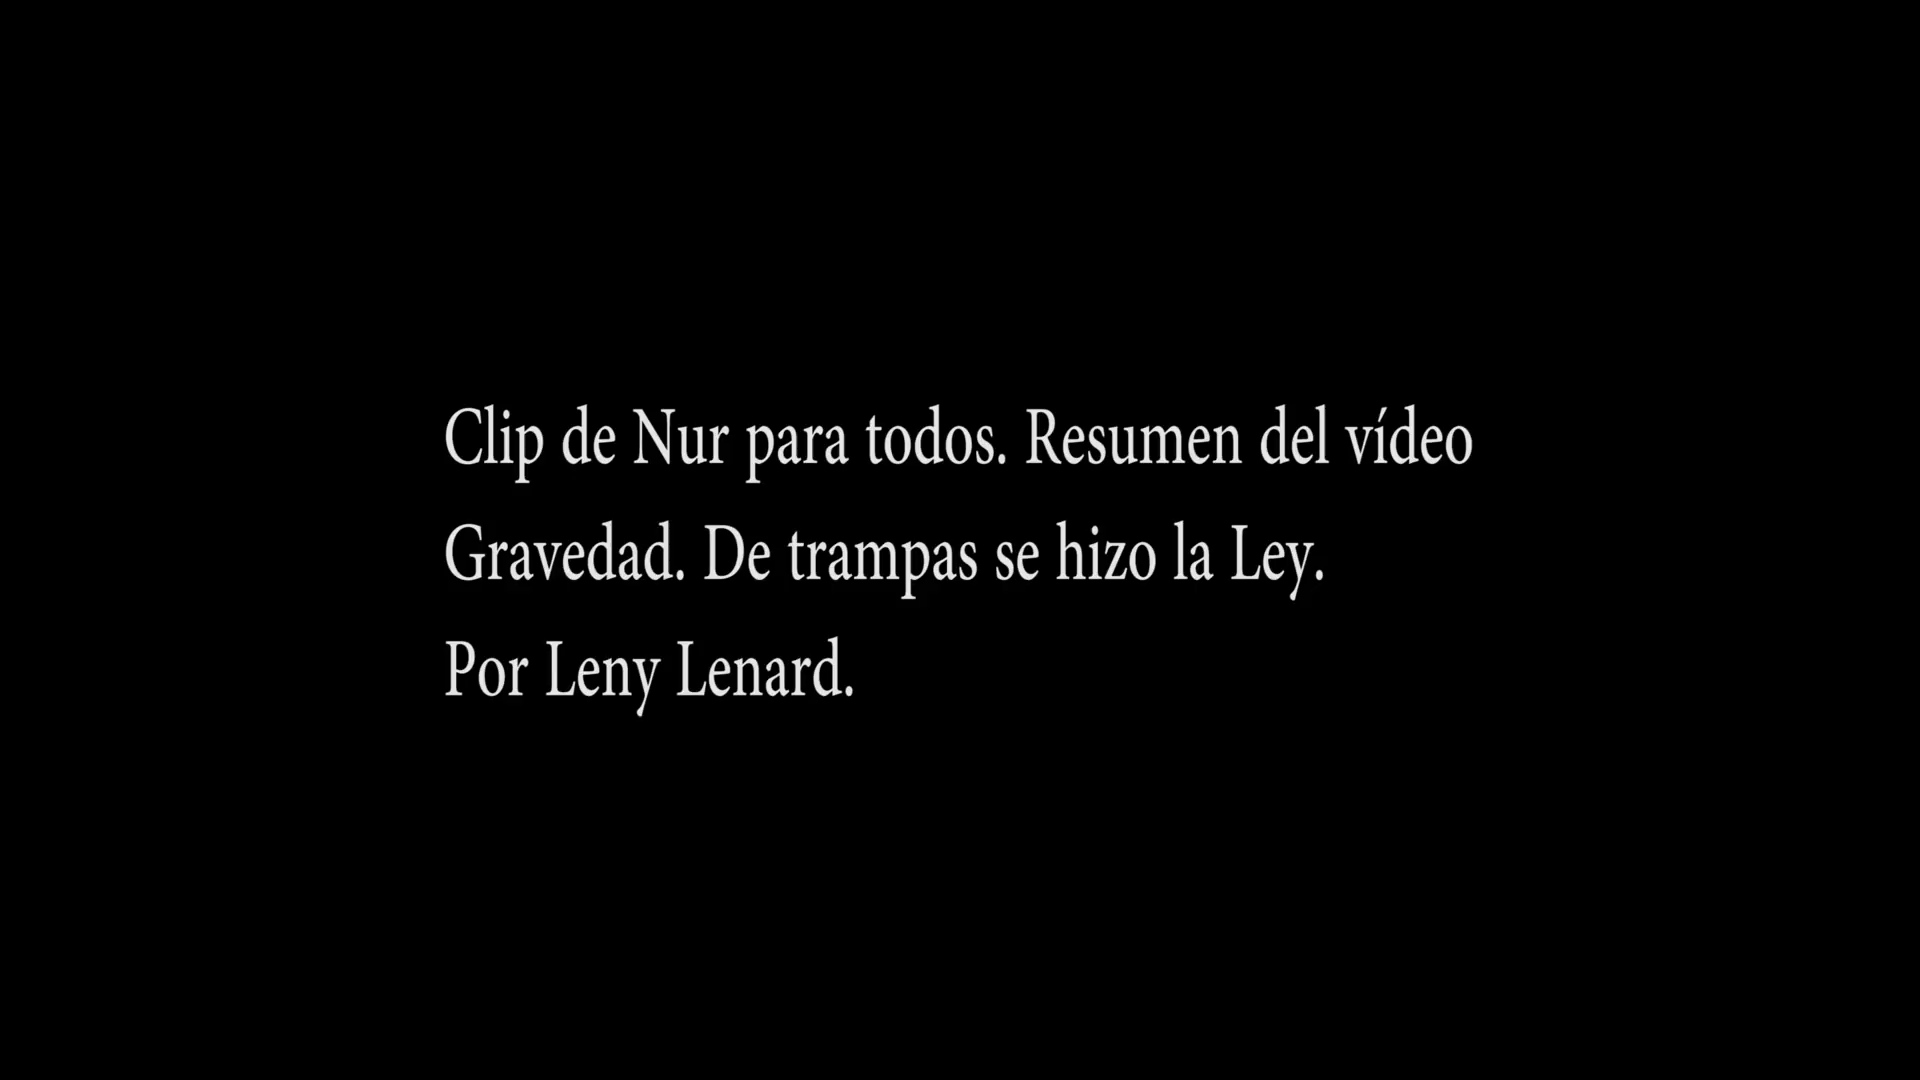 Clip de Nur para todos. Resumen del vídeo
Gravedad. De trampas se hizo la Ley.
Por Leny Lenard.